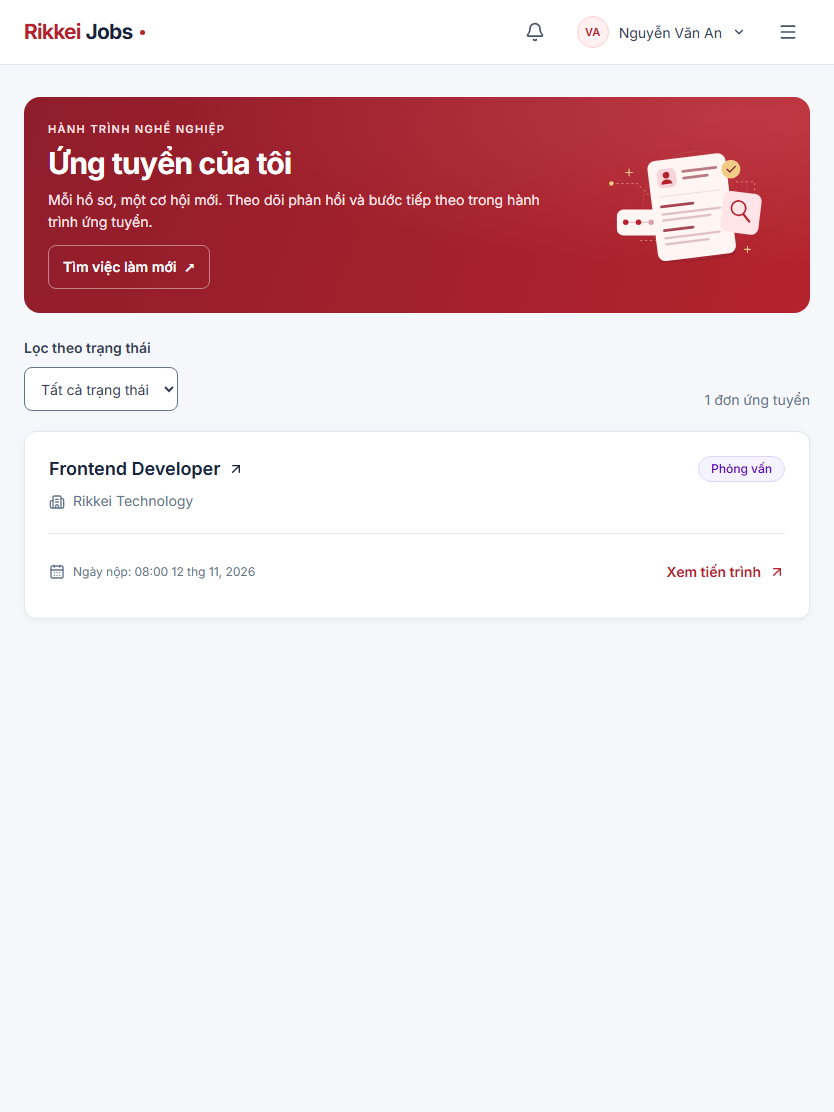 Rikkei Jobs
VA
Nguyễn Văn An
HÀNH TRÌNH NGHỀ NGHIỆP
Ứng tuyển của tôi
Mỗi hồ sơ, một cơ hội mới. Theo dõi phản hồi và bước tiếp theo trong hành
trình ứng tuyển.
Tìm việc làm mới ↗
Lọc theo trạng thái
Tất cả trạng thái
1 đơn ứng tuyển
Frontend Developer
Phỏng vấn
Rikkei Technology
Ngày nộp: 08:00 12 thg 11, 2026
Xem tiến trình